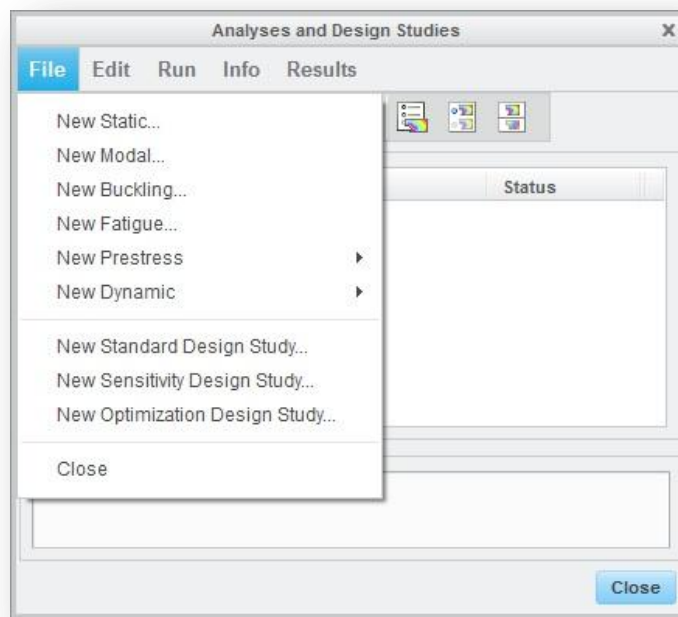 Analyses and Design Studies
File Edit Run Info Results
New Static...
New Modal...
Status
New Buckling...
New Fatigue...
New Prestress
New Dynamic
New Standard Design Study...
New Sensitivity Design Study...
New Optimization Design Study...
Close
Close